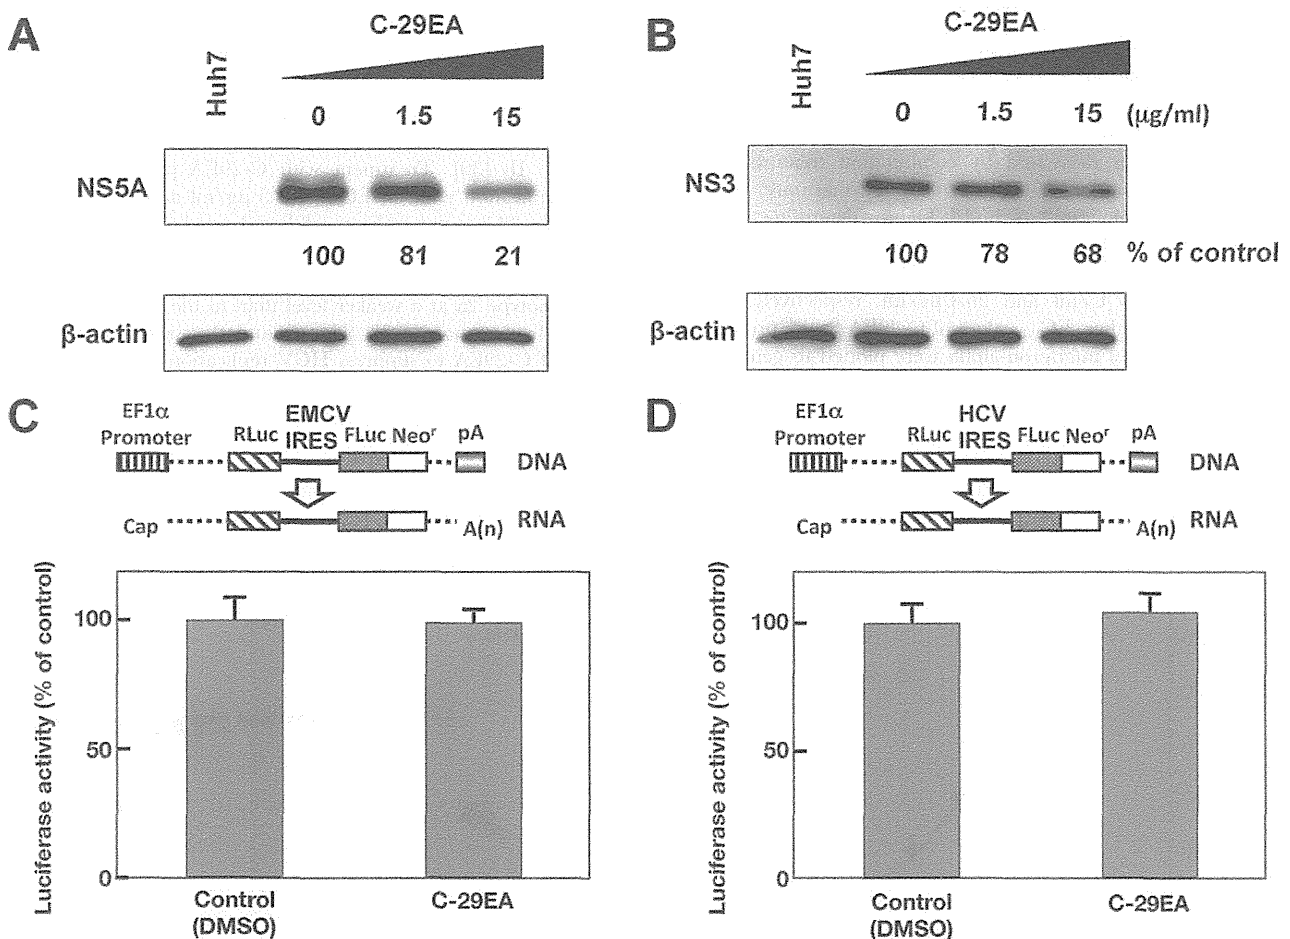 A
C-29EA
Huh7
0 1.5 15
NS5A
100 81 21
β-actin
B
C-29EA
Huh7
0 1.5 15 (μg/ml)
NS3
100 78 68 % of control
β-actin
C
EF1α
Promoter
RLuc
EMCV
IRES
FLuc Neoʳ pA
DNA
Cap
A(n)
RNA
Luciferase activity (% of control)
100
50
0
Control
(DMSO)
C-29EA
D
EF1α
Promoter
RLuc
HCV
IRES
FLuc Neoʳ pA
DNA
Cap
A(n)
RNA
Luciferase activity (% of control)
100
50
0
Control
(DMSO)
C-29EA